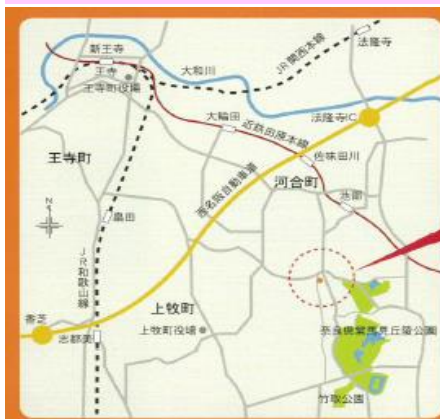 新王寺
法隆寺
JR関西本線
王寺
大和川
王寺町役場
大輪田
法隆寺IC
近鉄田原本線
佐味田川
王寺町
河合町
池部
西名阪自動車道
畠田
N
JR和歌山線
上牧町
香芝
上牧町役場
志都美
奈良県営馬見丘陵公園
竹取公園